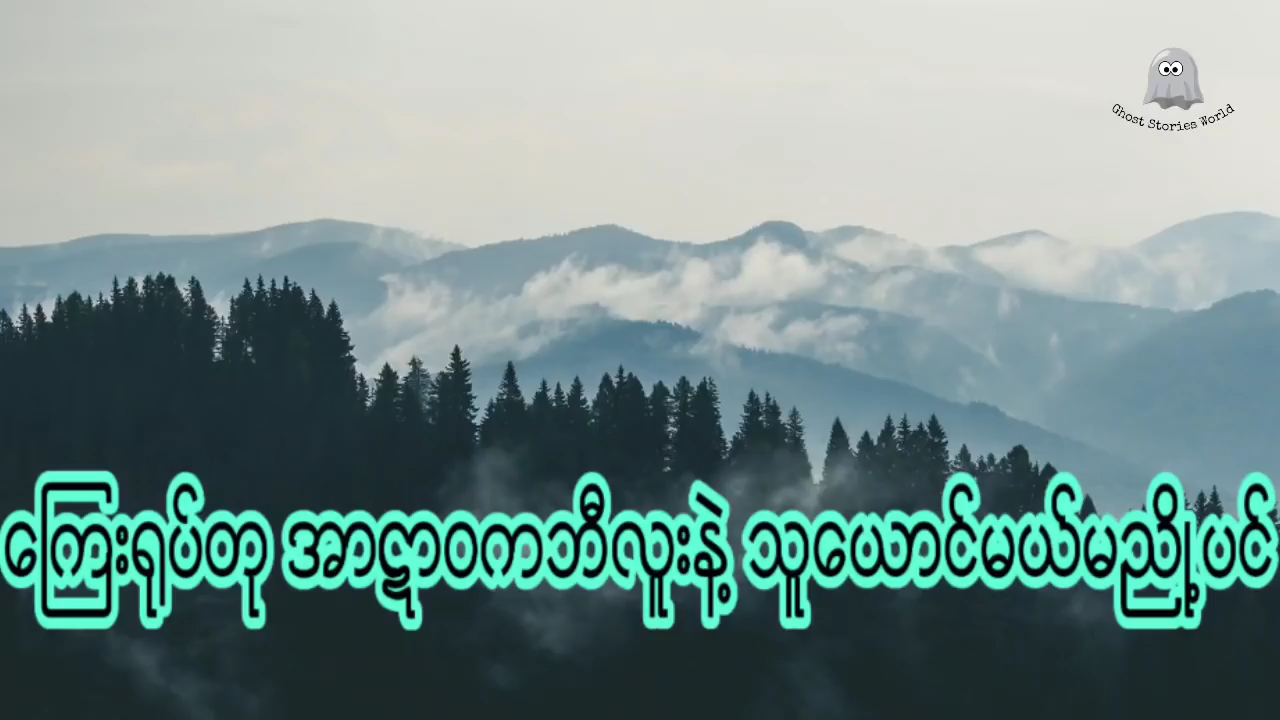 Ghost Stories World
ကြေးရုပ်တု အာဠာဝကဘီလူးနဲ့ သူယောင်မယ်မညိုပင်